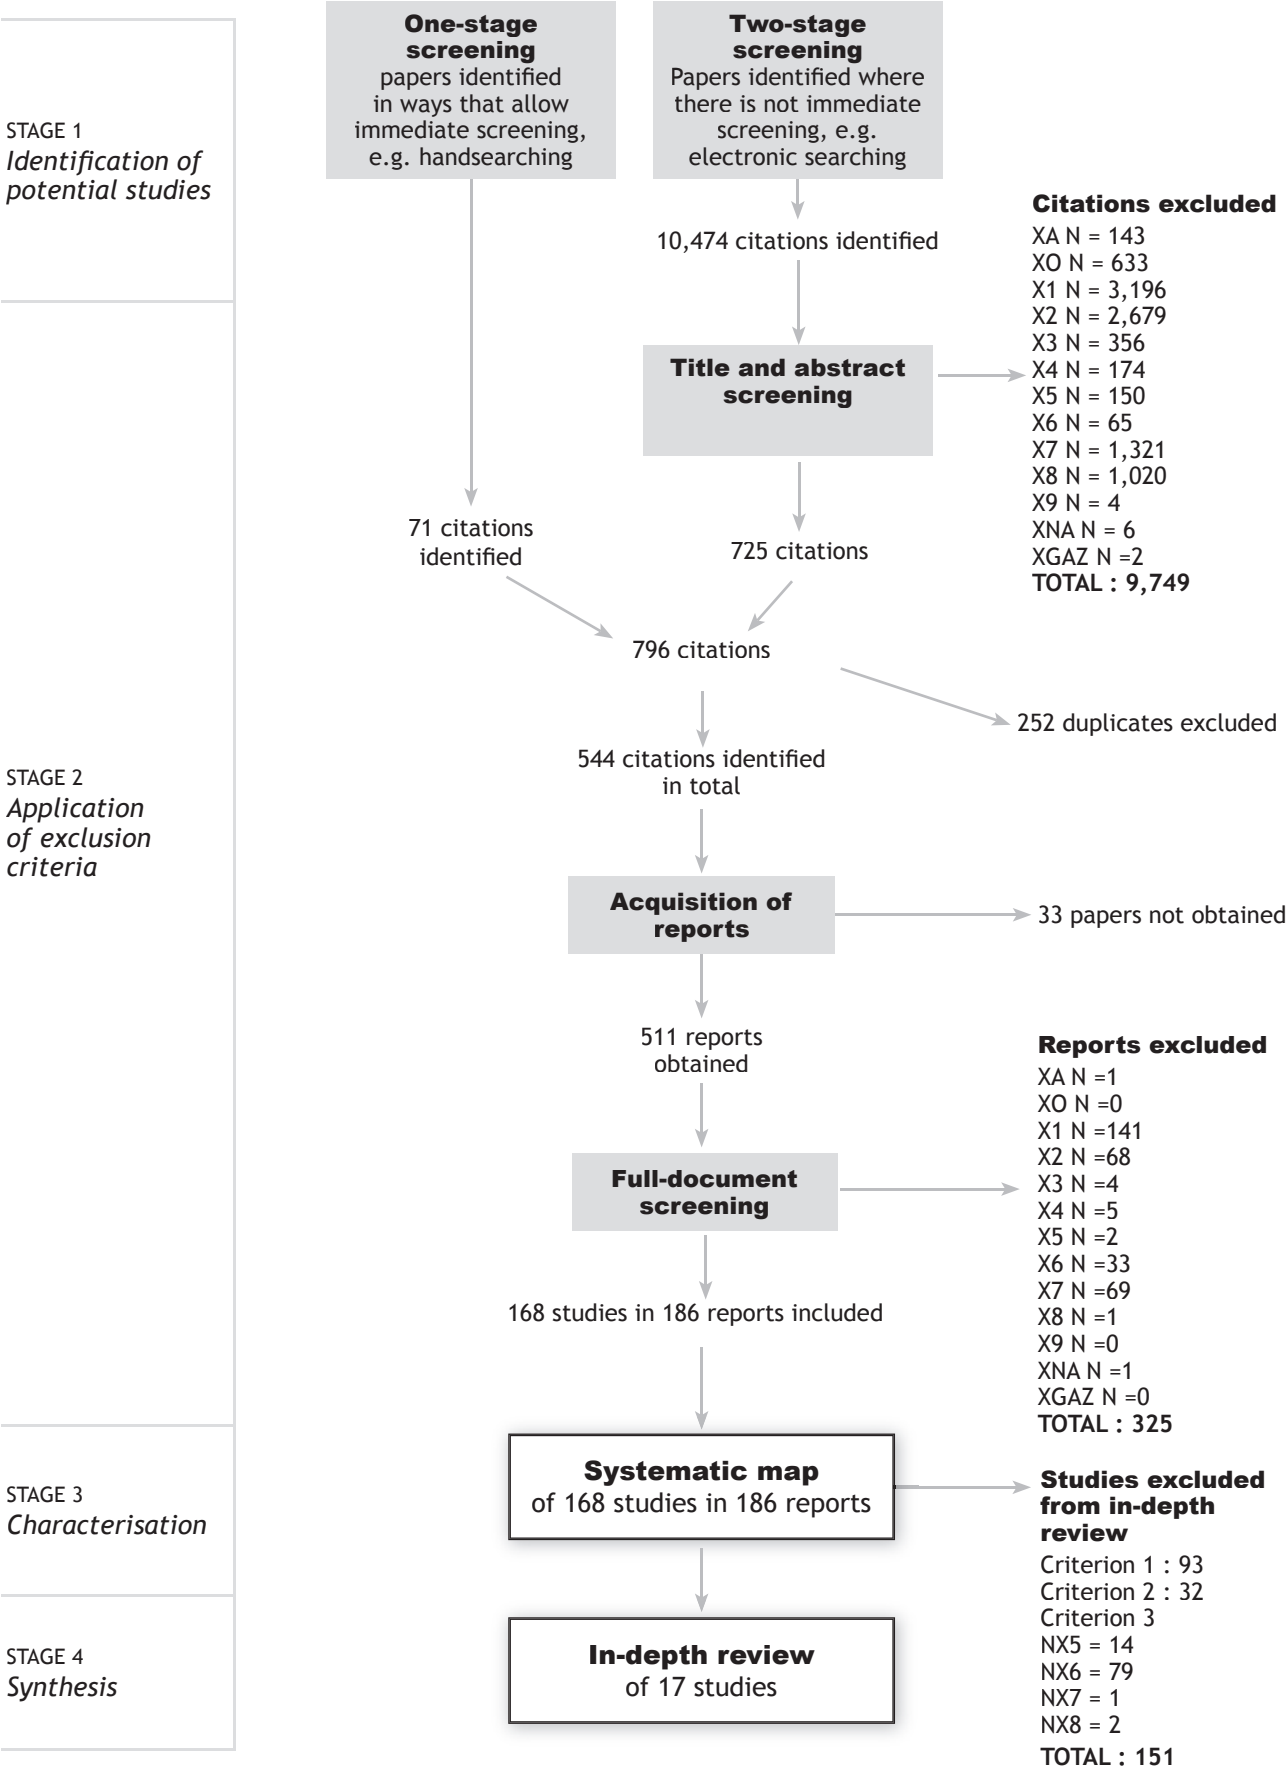 One-stage
screening
papers identified
in ways that allow
immediate screening,
e.g. handsearching
Two-stage
screening
Papers identified where
there is not immediate
screening, e.g.
electronic searching
STAGE 1
Identification of
potential studies
10,474 citations identified
Title and abstract
screening
Citations excluded
XA N = 143
XO N = 633
X1 N = 3,196
X2 N = 2,679
X3 N = 356
X4 N = 174
X5 N = 150
X6 N = 65
X7 N = 1,321
X8 N = 1,020
X9 N = 4
XNA N = 6
XGAZ N =2
TOTAL : 9,749
71 citations
identified
725 citations
796 citations
252 duplicates excluded
544 citations identified
in total
STAGE 2
Application
of exclusion
criteria
Acquisition of
reports
33 papers not obtained
511 reports
obtained
Full-document
screening
Reports excluded
XA N =1
XO N =0
X1 N =141
X2 N =68
X3 N =4
X4 N =5
X5 N =2
X6 N =33
X7 N =69
X8 N =1
X9 N =0
XNA N =1
XGAZ N =0
TOTAL : 325
168 studies in 186 reports included
STAGE 3
Characterisation
Systematic map
of 168 studies in 186 reports
Studies excluded
from in-depth
review
Criterion 1 : 93
Criterion 2 : 32
Criterion 3
NX5 = 14
NX6 = 79
NX7 = 1
NX8 = 2
TOTAL : 151
STAGE 4
Synthesis
In-depth review
of 17 studies